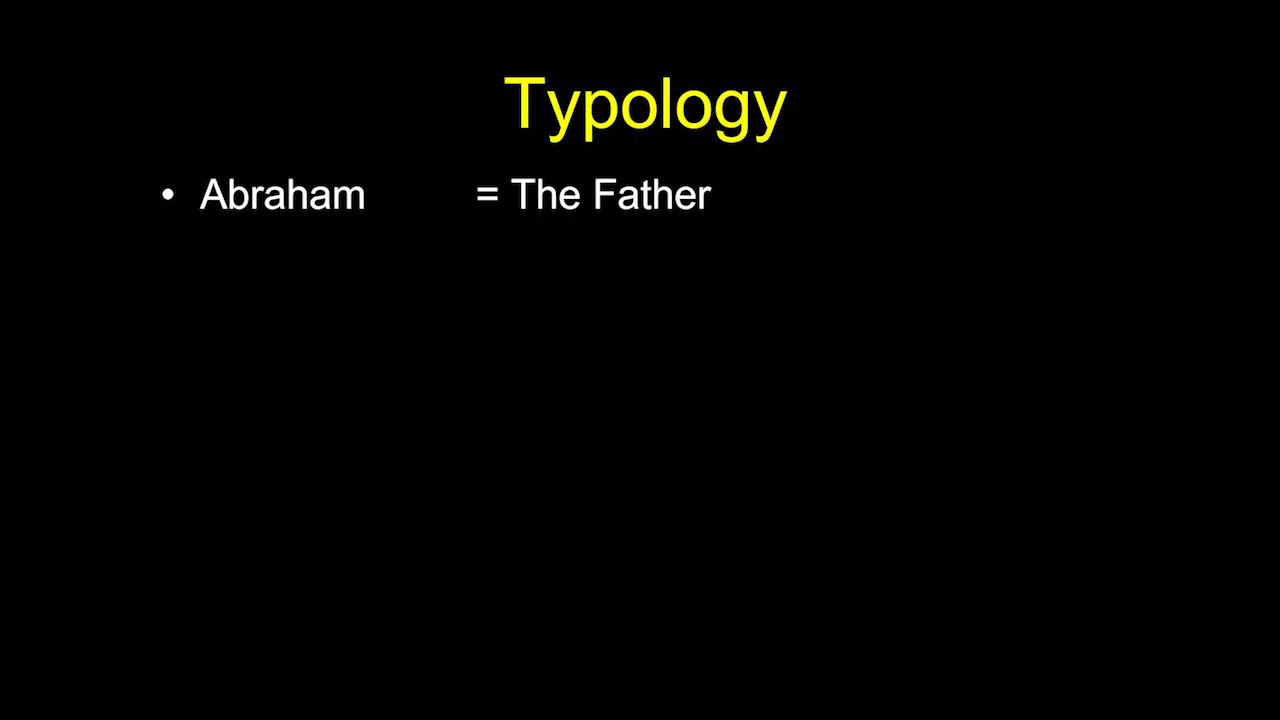 Typology
• Abraham = The Father